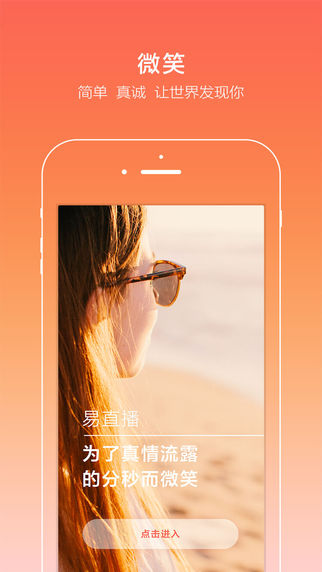 微笑
简单 真诚 让世界发现你
易直播
为了真情流露
的分秒而微笑
点击进入